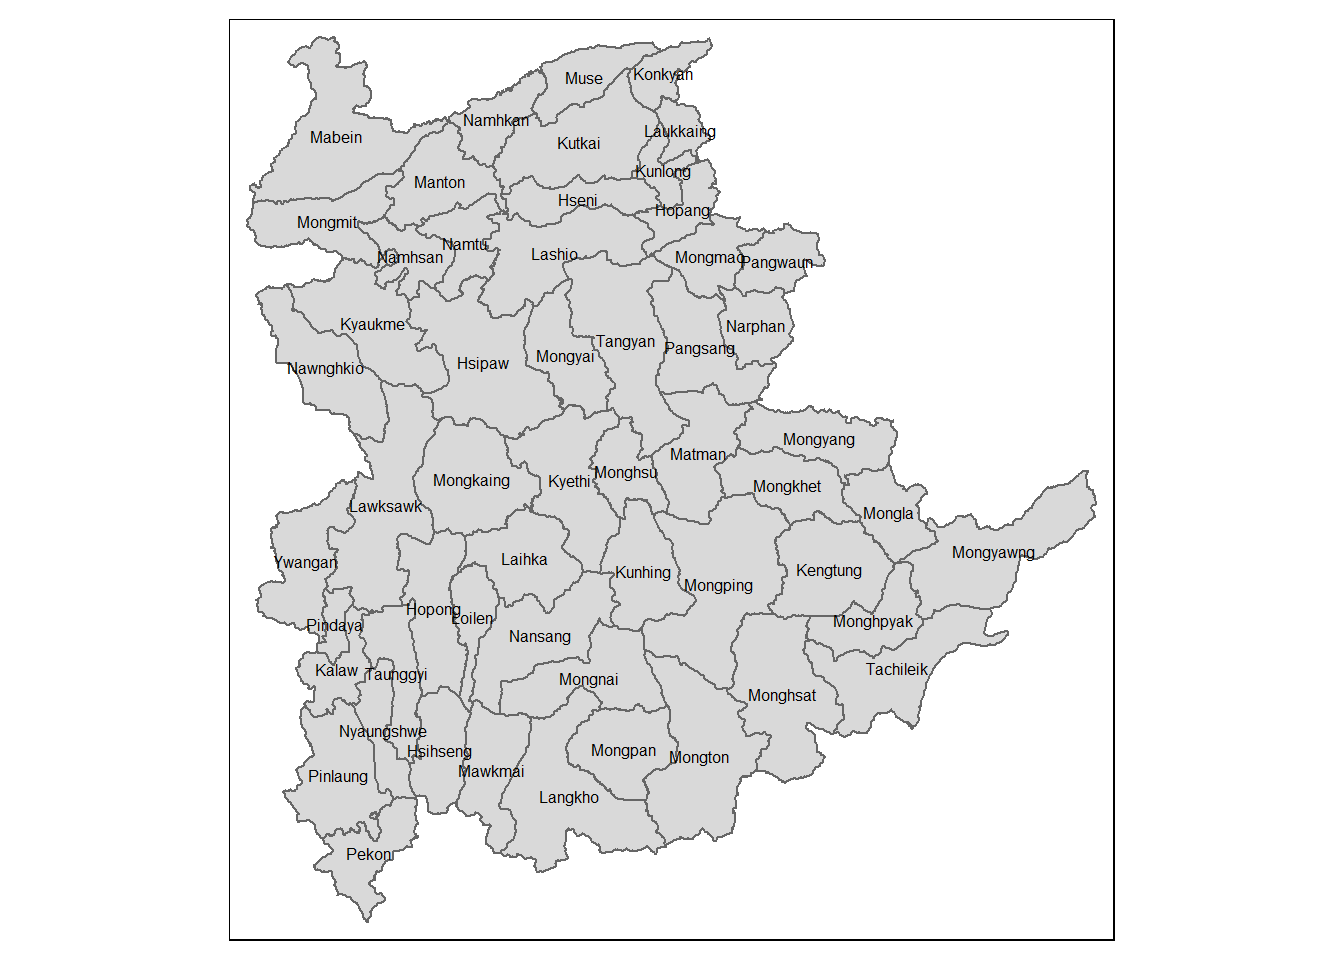 Konkyan
Muse
Namhkan
Laukkaing
Mabein
Kutkai
Kunlong
Manton
Hseni
Hopang
Mongmit
Namtu
Lashio
Namhsan
Mongmao
Pangwaun
Kyaukme
Narphan
Tangyan
Pangsang
Mongyai
Hsipaw
Nawnghkio
Mongyang
Matman
Monghsu
Mongkaing
Kyethi
Mongkhet
Lawksawk
Mongla
Mongyawng
Laihka
Ywangan
Kengtung
Kunhing
Mongping
Hopong
Loilen
Monghpyak
Pindaya
Nansang
Tachileik
Kalaw
Taunggyi
Mongnai
Monghsat
Nyaungshwe
Hsihseng
Mongpan
Mongton
Mawkmai
Pinlaung
Langkho
Pekon